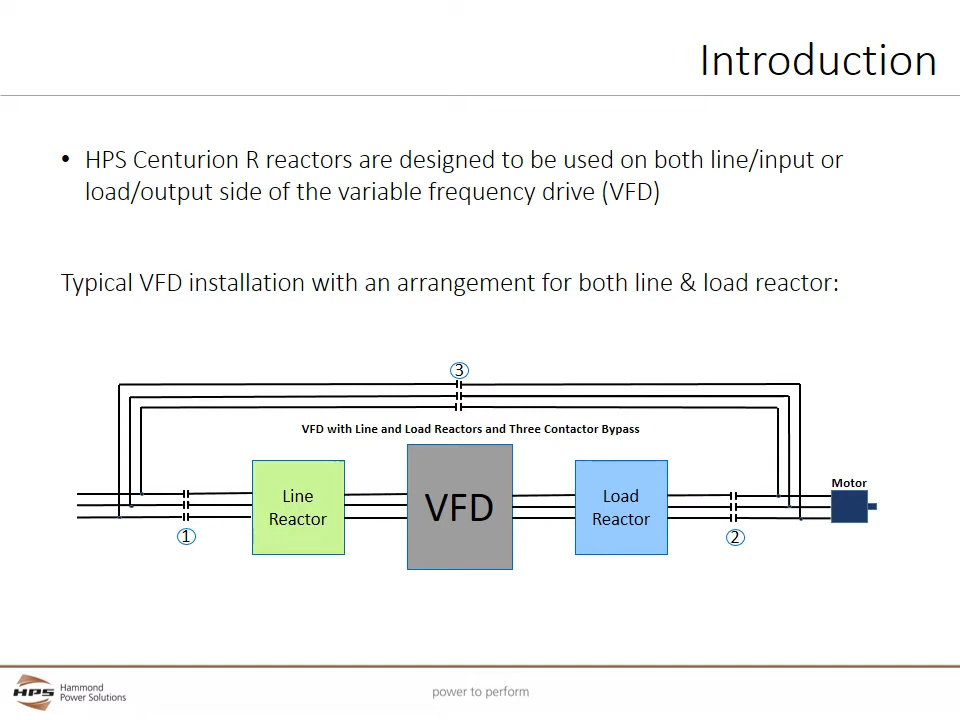 Introduction
• HPS Centurion R reactors are designed to be used on both line/input or
load/output side of the variable frequency drive (VFD)
Typical VFD installation with an arrangement for both line & load reactor:
3
VFD with Line and Load Reactors and Three Contactor Bypass
Line
Reactor
VFD
Load
Reactor
Motor
1
2
HPS
Hammond
Power Solutions
power to perform